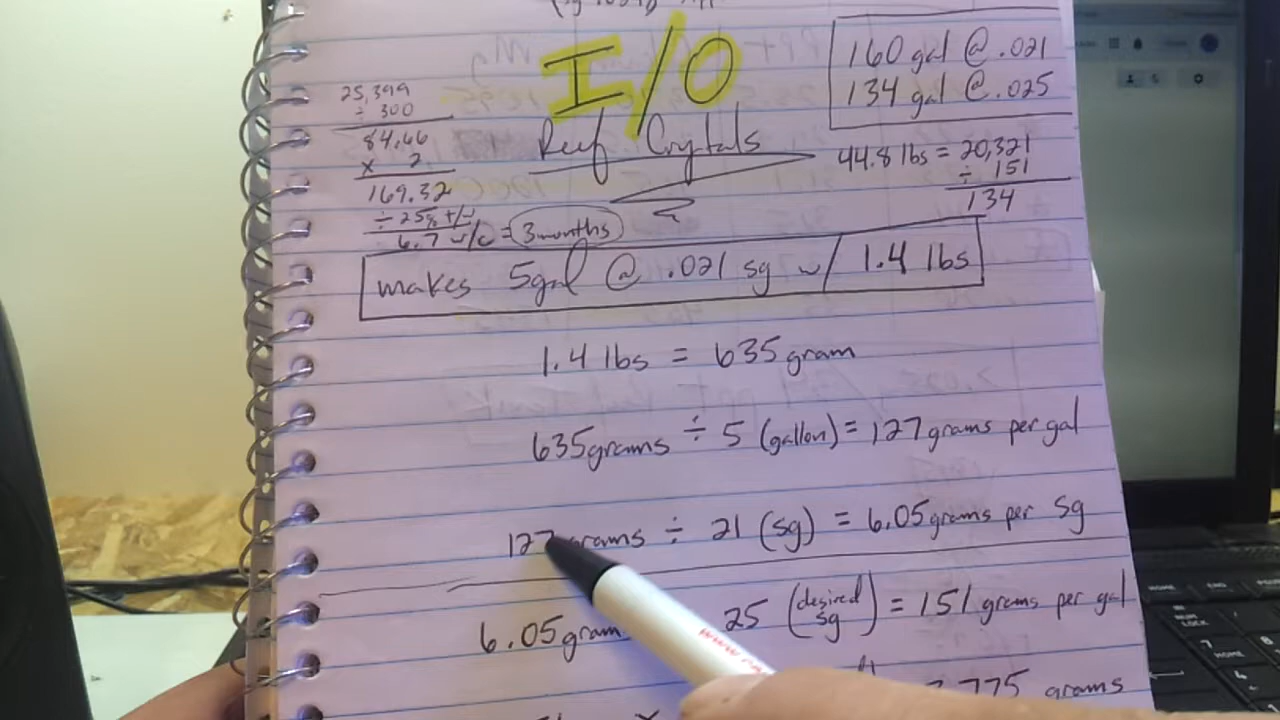 I/O
Reef Crystals
160 gal @ .021
134 gal @ .025
25,399
÷ 300
84.66
x 2
169.32
÷ 25% +/-
6.7 w/c = 3 months
44.8 lbs = 20,321
÷ 151
134
makes 5gal @ .021 sg w/ 1.4 lbs
1.4 lbs = 635 gram
635 grams ÷ 5 (gallon) = 127 grams per gal
127 grams ÷ 21 (sg) = 6.05 grams per sg
6.05 gram 25 (desired sg) = 151 grams per gal
775 grams